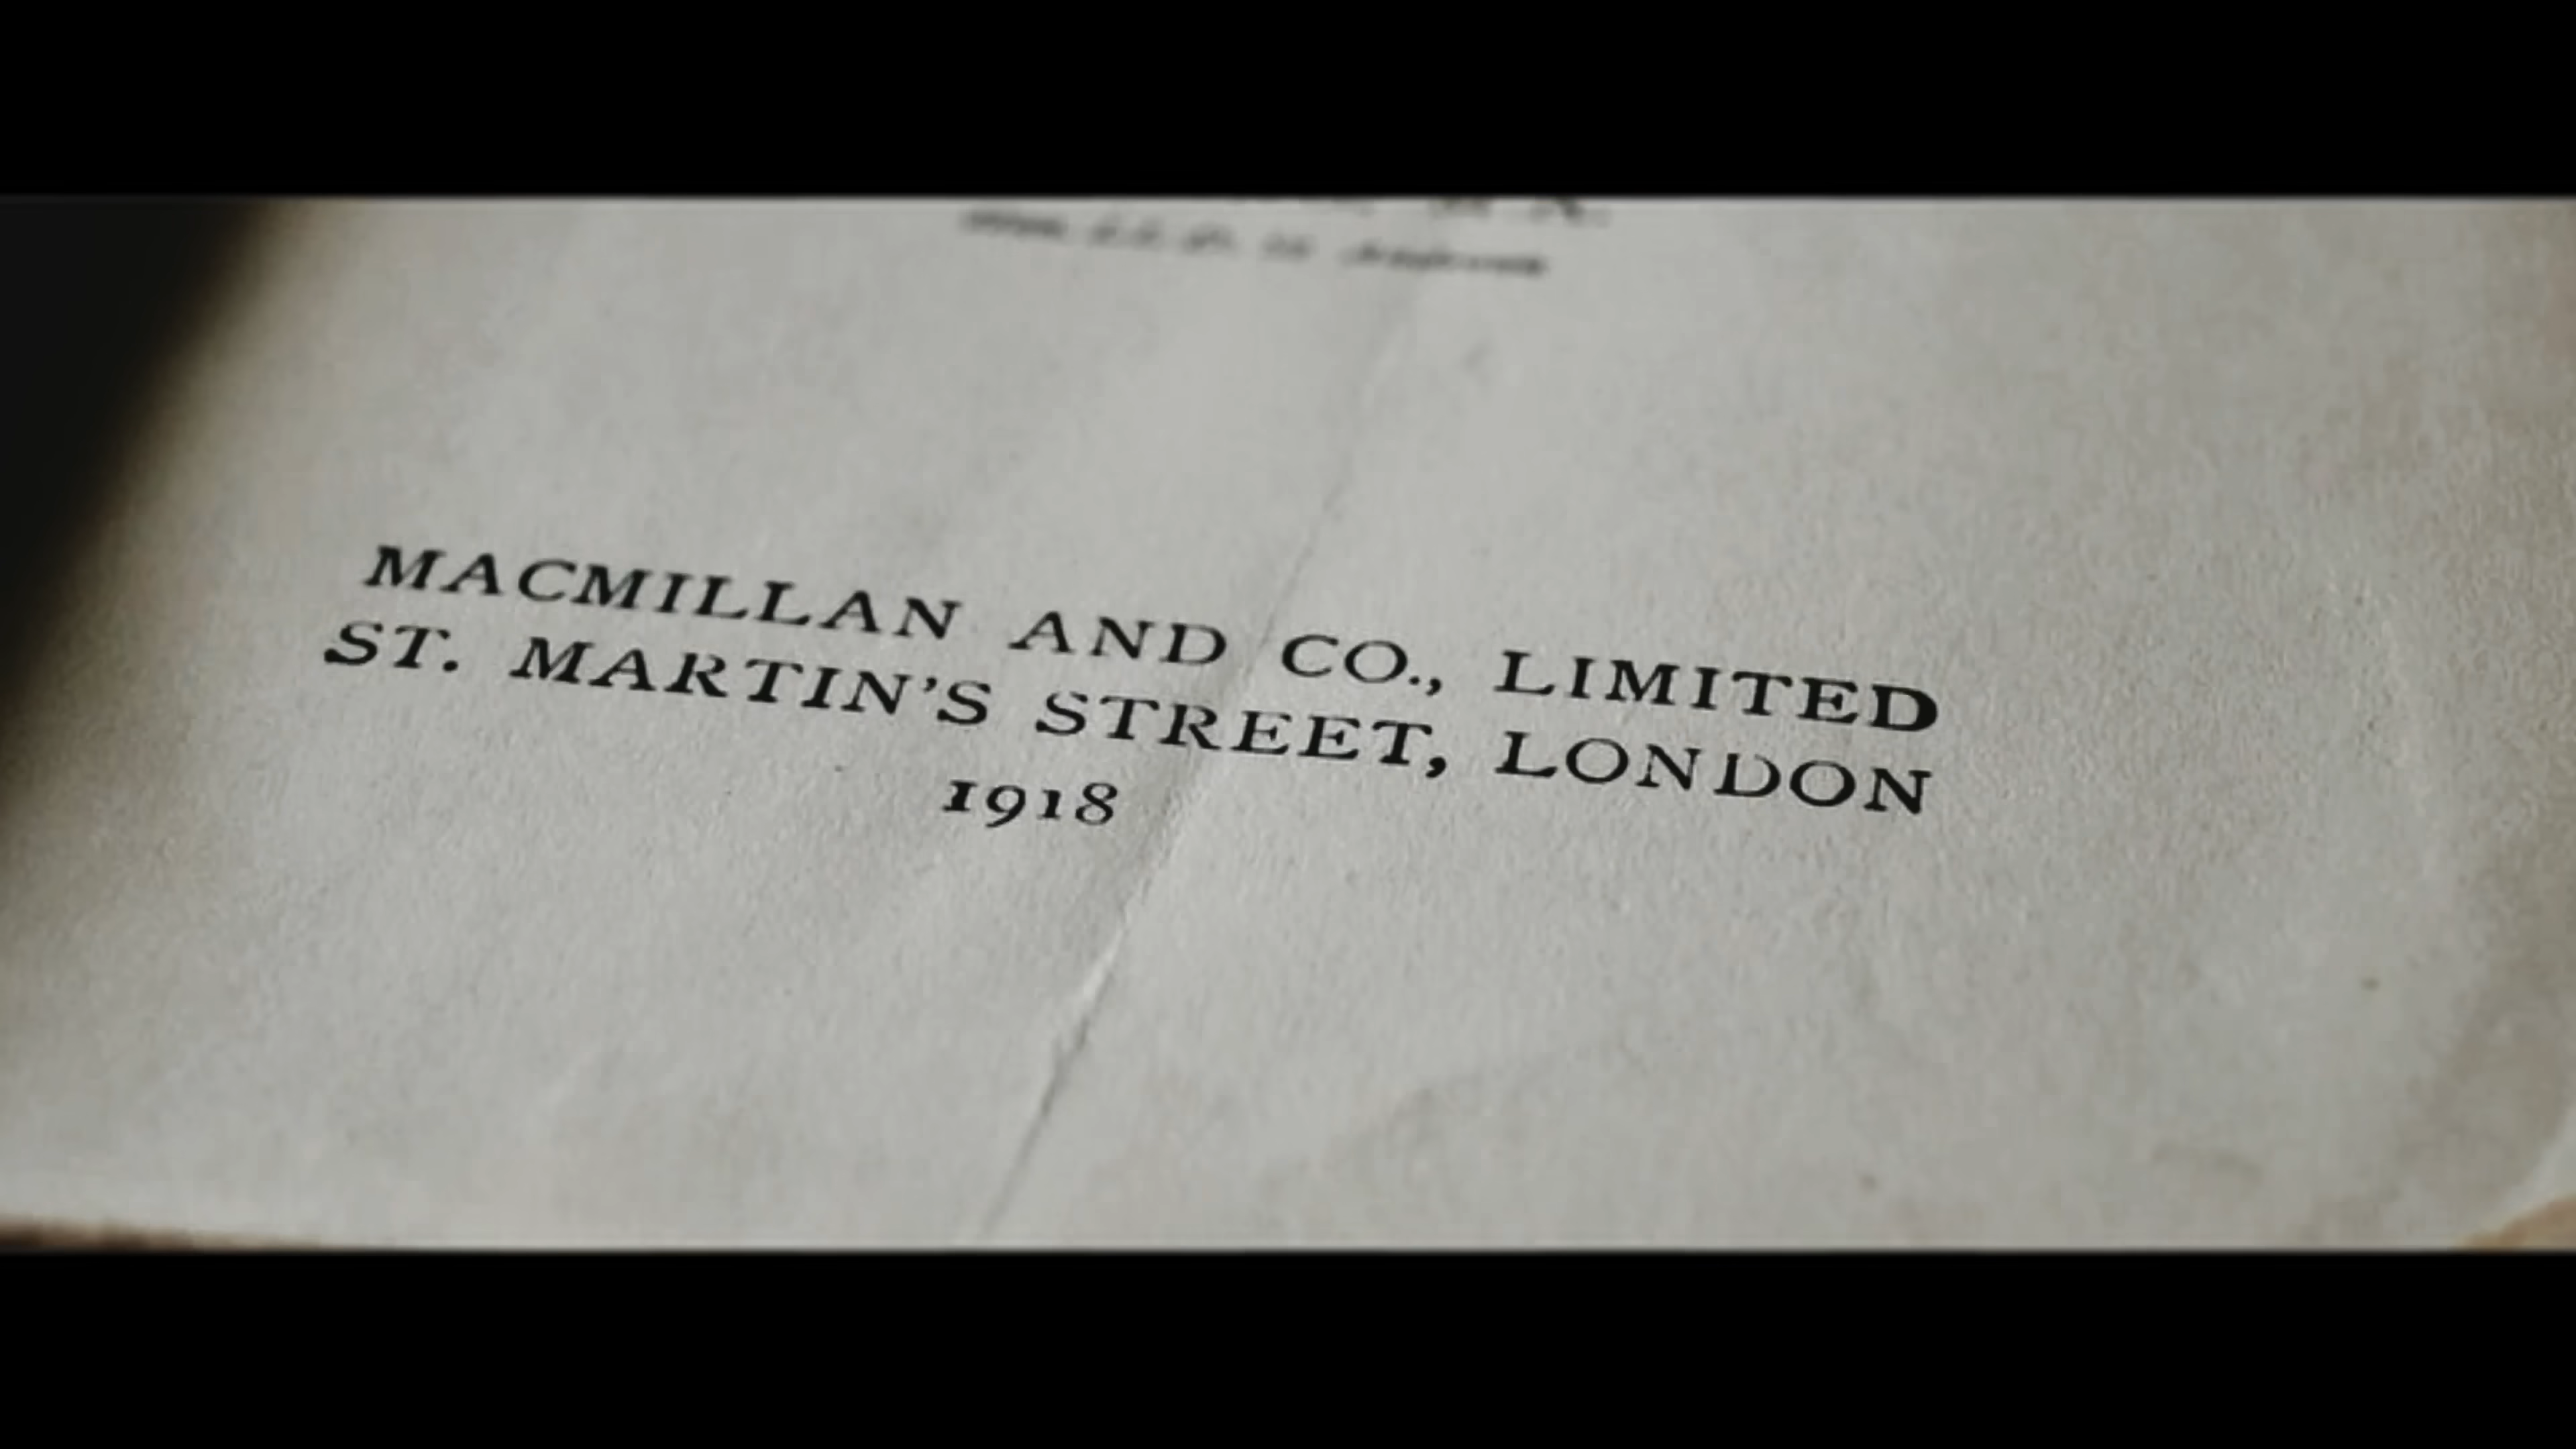 MACMILLAN AND CO., LIMITED
ST. MARTIN'S STREET, LONDON
1918